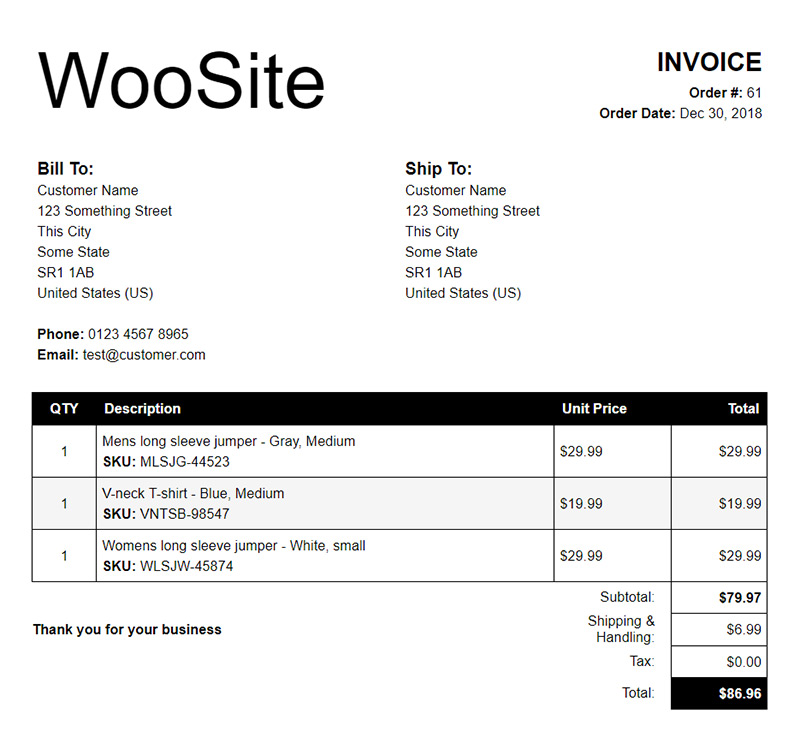 WooSite
INVOICE
Order #: 61
Order Date: Dec 30, 2018
Bill To:
Customer Name
123 Something Street
This City
Some State
SR1 1AB
United States (US)
Phone: 0123 4567 8965
Email: test@customer.com
Ship To:
Customer Name
123 Something Street
This City
Some State
SR1 1AB
United States (US)
QTY Description Unit Price Total
1 Mens long sleeve jumper - Gray, Medium $29.99 $29.99
SKU: MLSJG-44523
1 V-neck T-shirt - Blue, Medium $19.99 $19.99
SKU: VNTSB-98547
1 Womens long sleeve jumper - White, small $29.99 $29.99
SKU: WLSJW-45874
Subtotal: $79.97
Shipping &
Handling: $6.99
Tax: $0.00
Total: $86.96
Thank you for your business